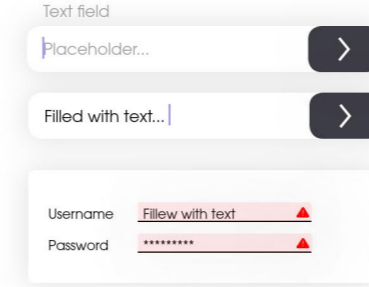 Text field
Placeholder...
Filled with text...
Username Fillew with text
Password *********